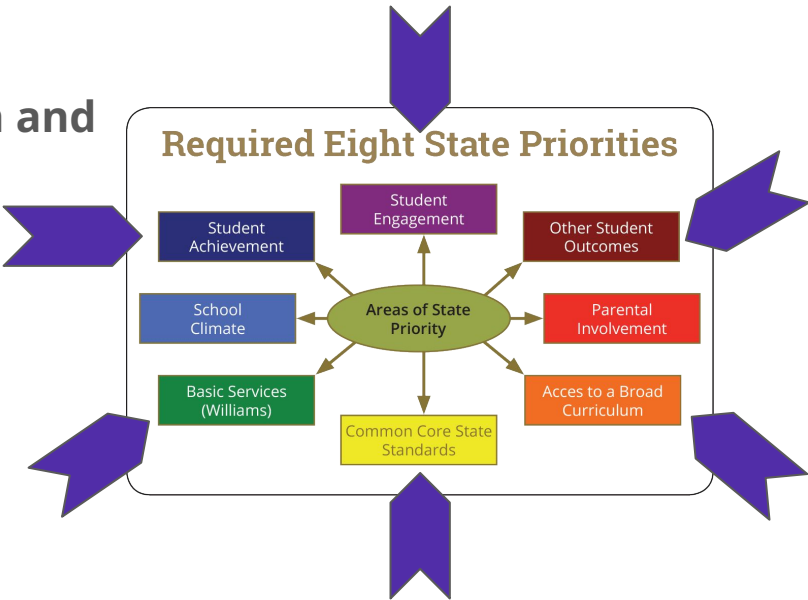 and
Required Eight State Priorities
Student
Engagement
Student
Achievement
Other Student
Outcomes
School
Climate
Areas of State
Priority
Parental
Involvement
Basic Services
(Williams)
Acces to a Broad
Curriculum
Common Core State
Standards